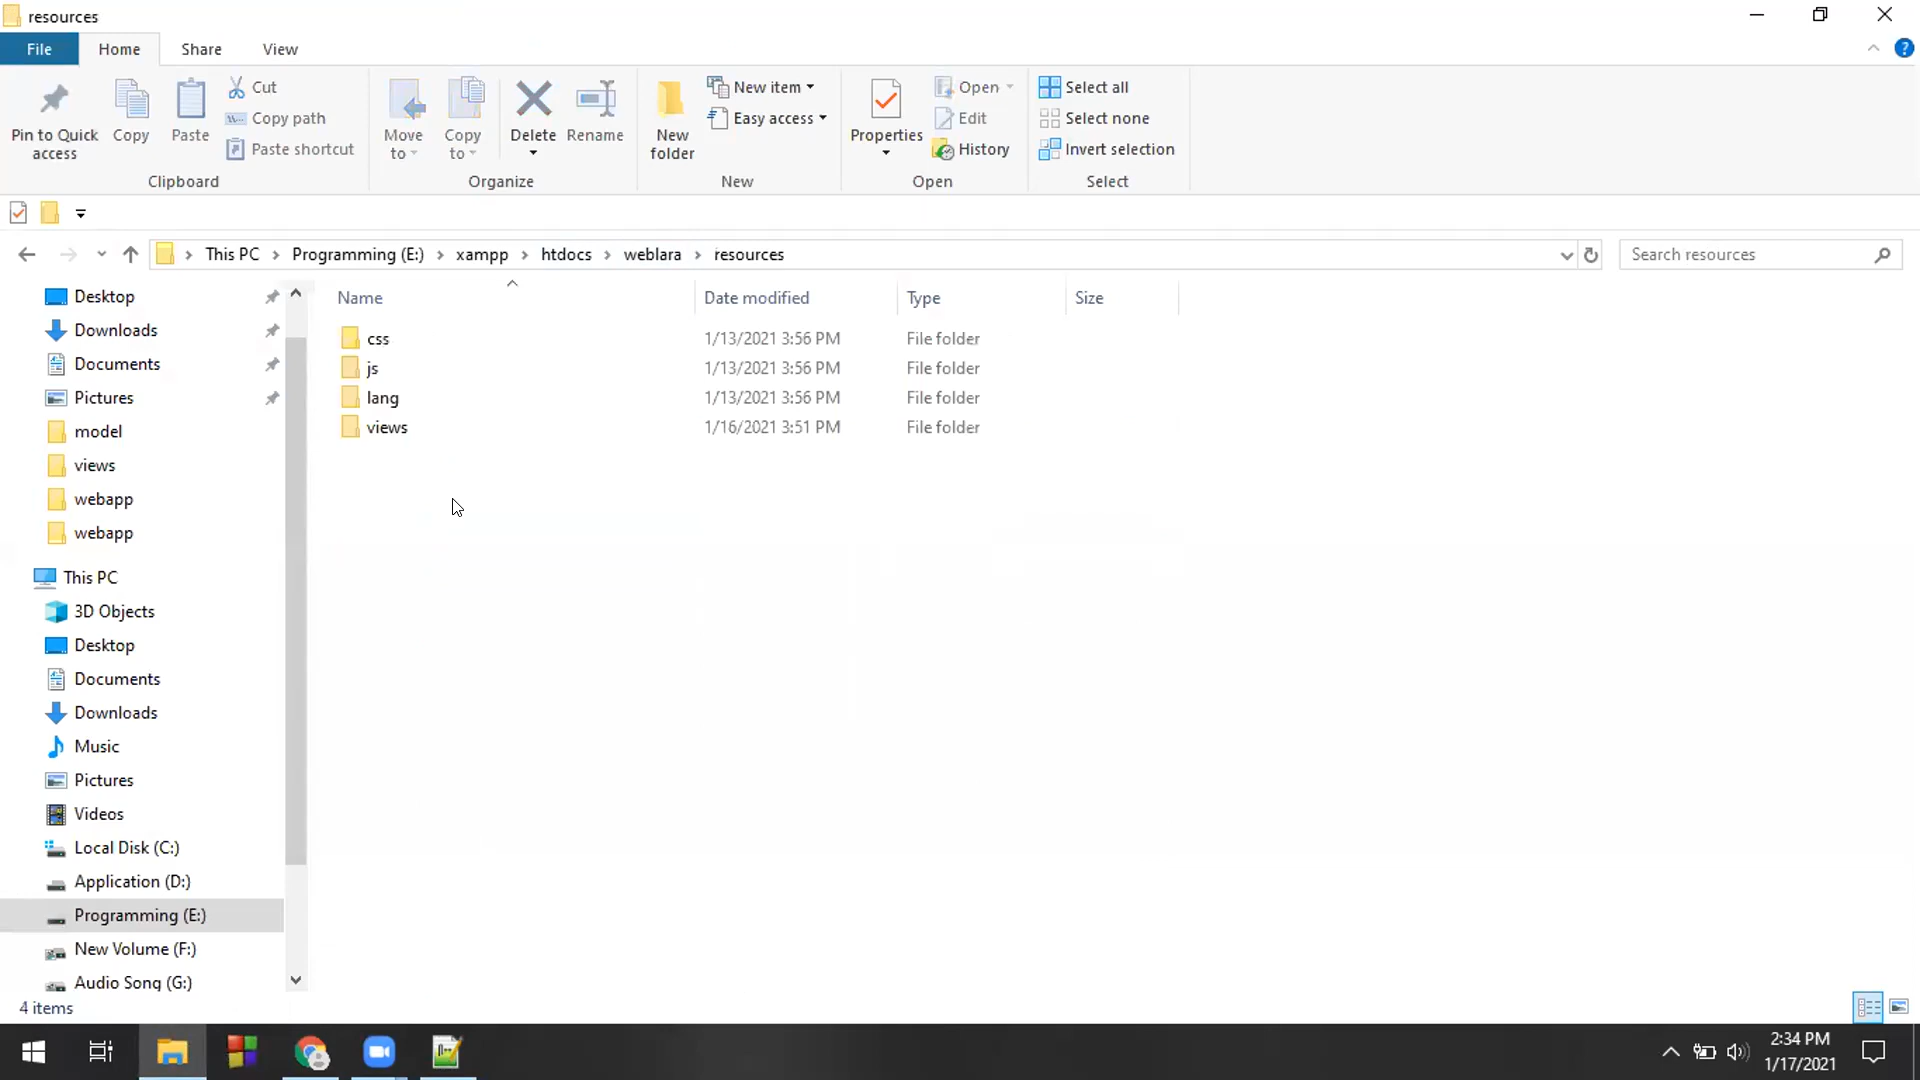 resources
File Home Share View
Pin to Quick access
Copy
Paste
Cut
Copy path
Paste shortcut
Clipboard
Move to
Copy to
Delete
Rename
Organize
New folder
New item
Easy access
New
Properties
Open
Edit
History
Open
Select all
Select none
Invert selection
Select
This PC > Programming (E:) > xampp > htdocs > weblara > resources
Search resources
Name Date modified Type Size
css 1/13/2021 3:56 PM File folder
js 1/13/2021 3:56 PM File folder
lang 1/13/2021 3:56 PM File folder
views 1/16/2021 3:51 PM File folder
Desktop
Downloads
Documents
Pictures
model
views
webapp
webapp
This PC
3D Objects
Desktop
Documents
Downloads
Music
Pictures
Videos
Local Disk (C:)
Application (D:)
Programming (E:)
New Volume (F:)
Audio Song (G:)
4 items
2:34 PM
1/17/2021